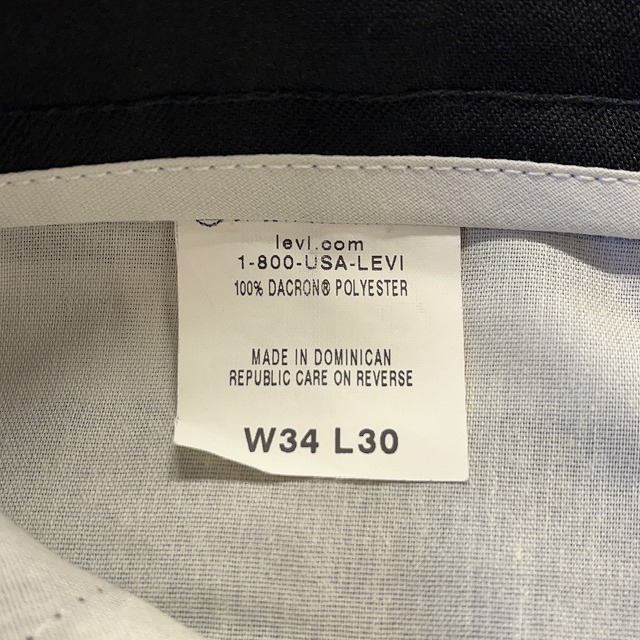 levi.com
1-800-USA-LEVI
100% DACRON® POLYESTER
MADE IN DOMINICAN
REPUBLIC CARE ON REVERSE
W34 L30